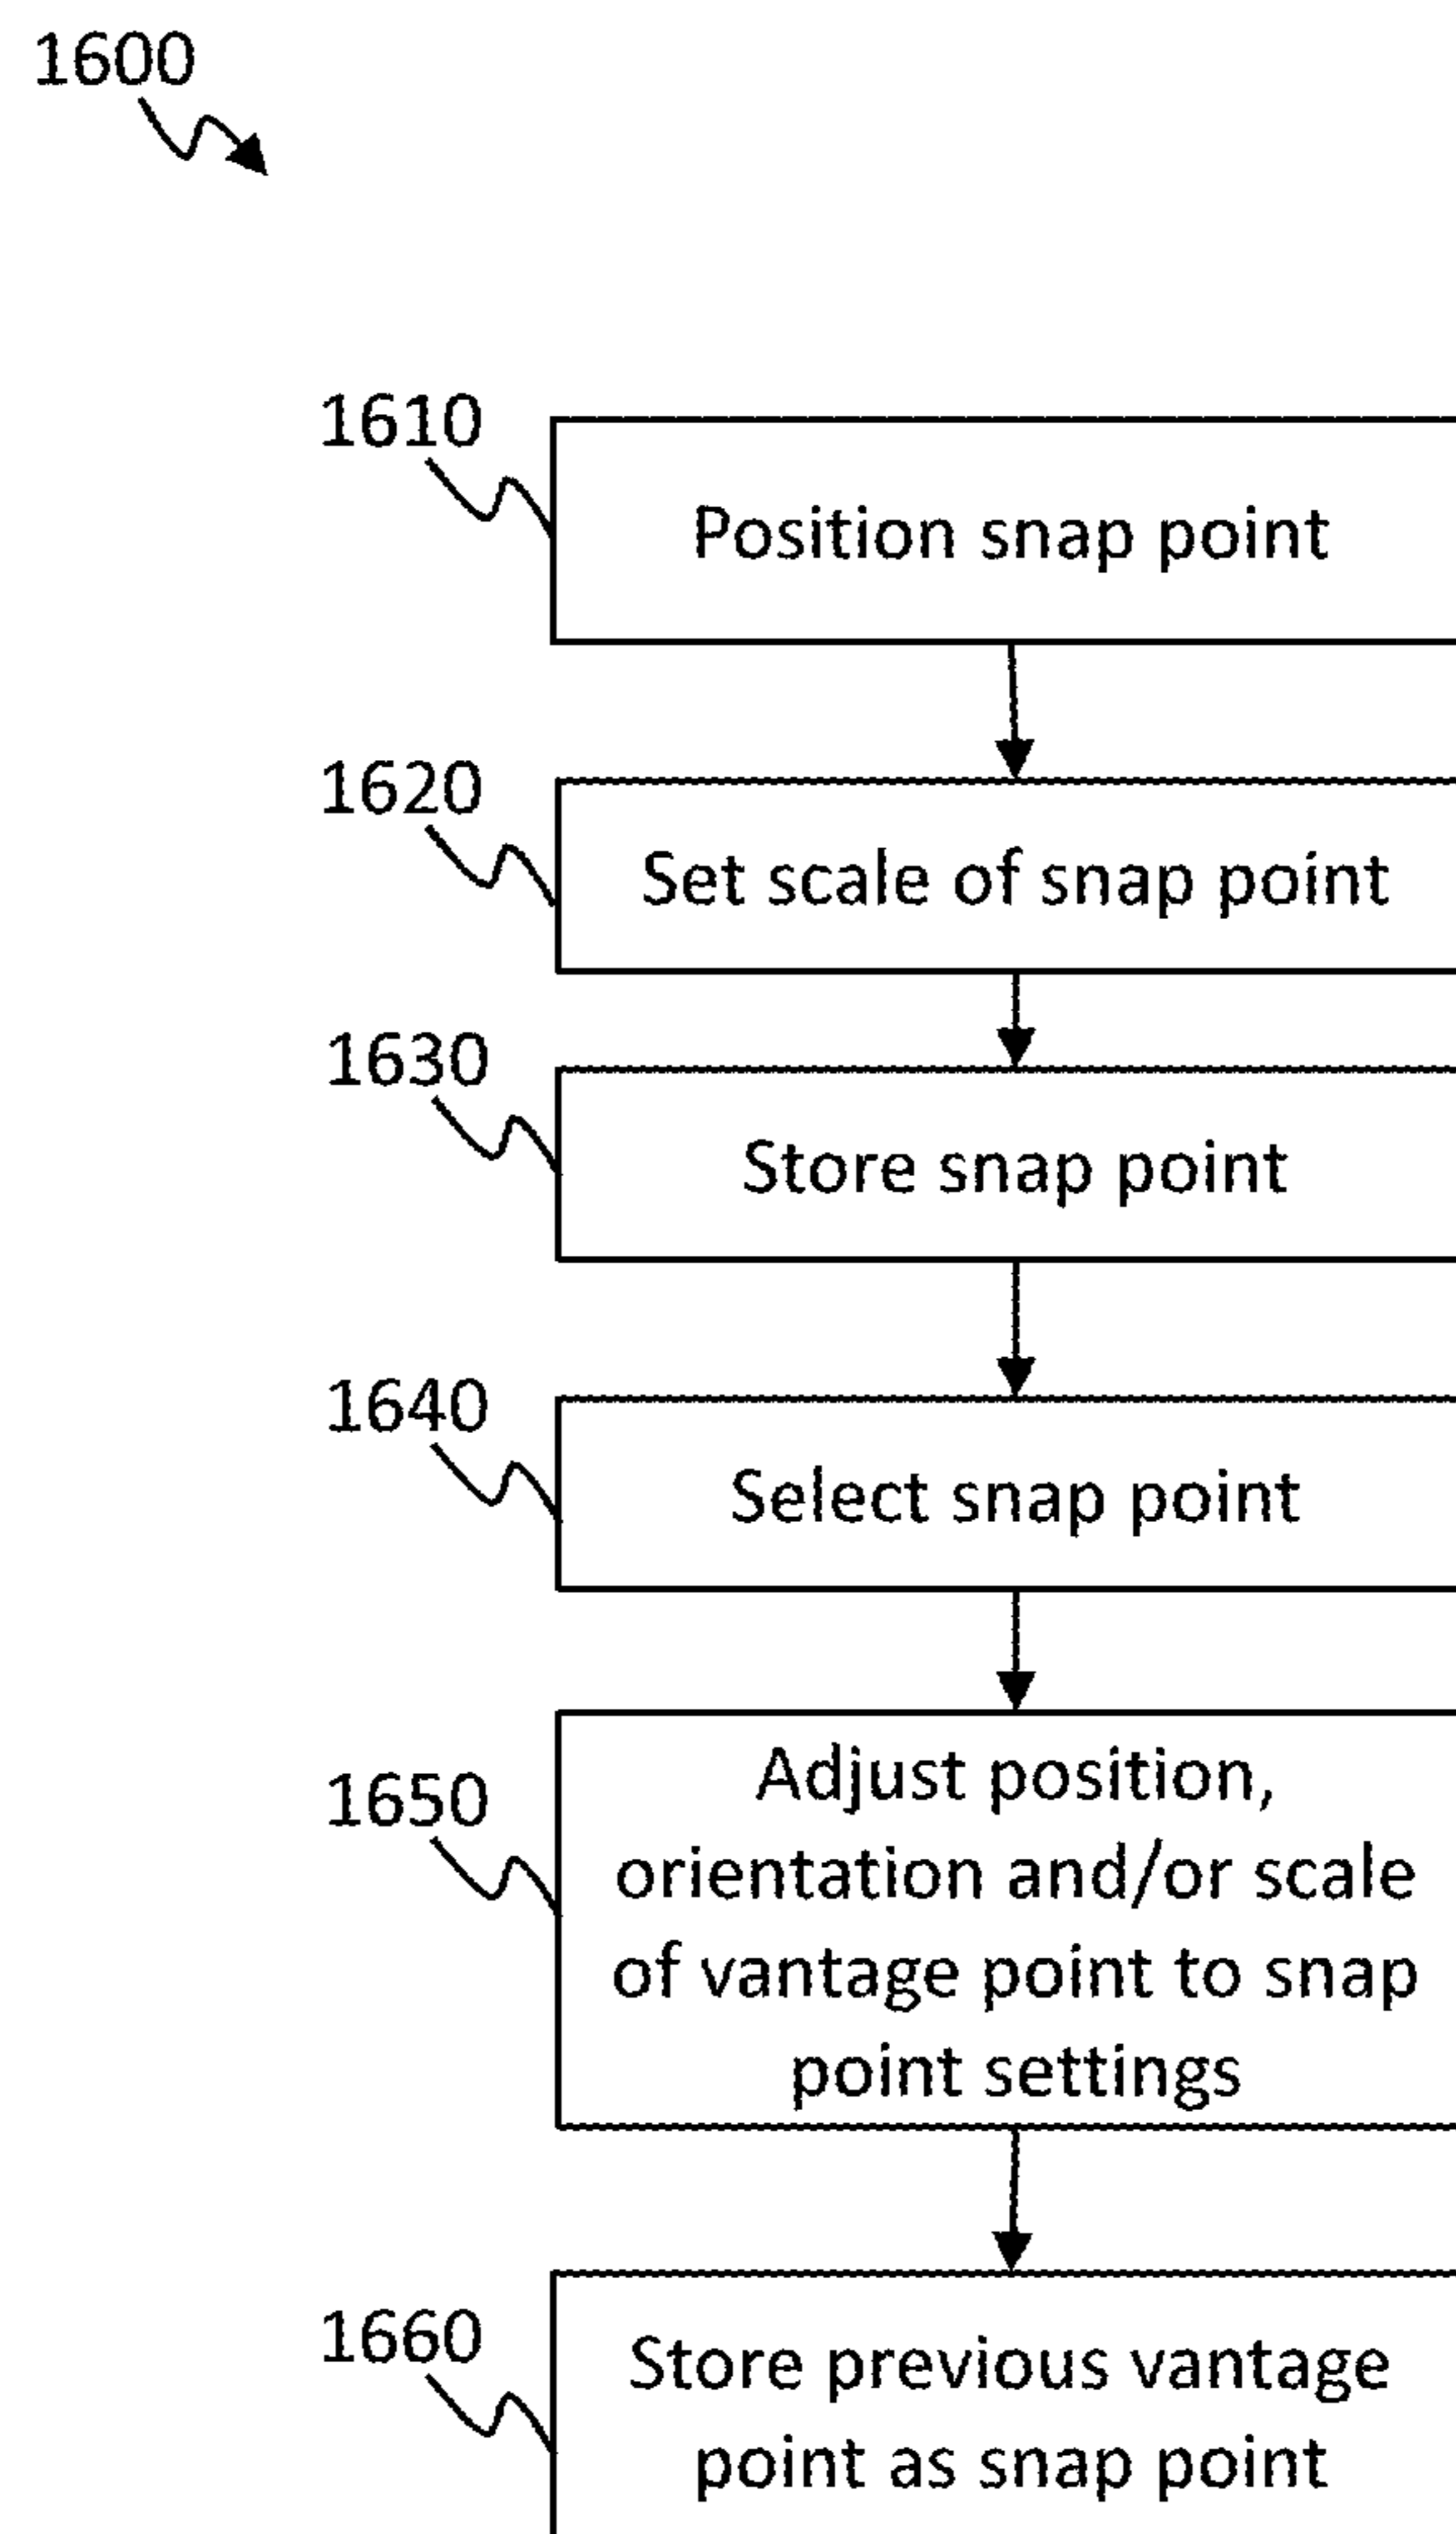 1600
1610
Position snap point
1620
Set scale of snap point
1630
Store snap point
1640
Select snap point
1650
Adjust position,
orientation and/or scale
of vantage point to snap
point settings
1660
Store previous vantage
point as snap point